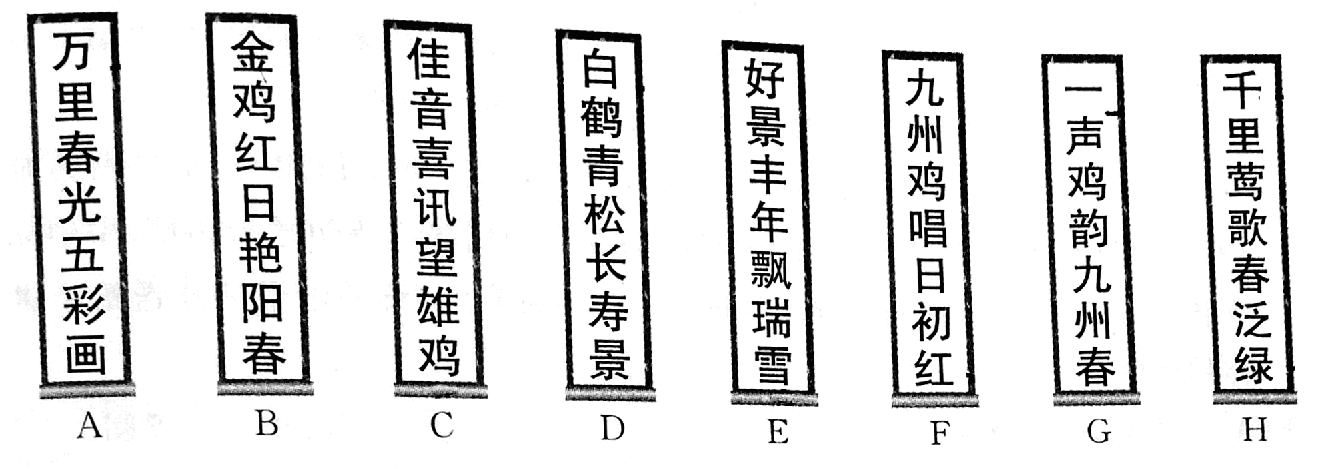 万里春光五彩画
金鸡红日艳阳春
佳音喜讯望雄鸡
白鹤青松长寿景
好景丰年飘瑞雪
九州鸡唱日初红
一声鸡韵九州春
千里莺歌春泛绿
A
B
C
D
E
F
G
H